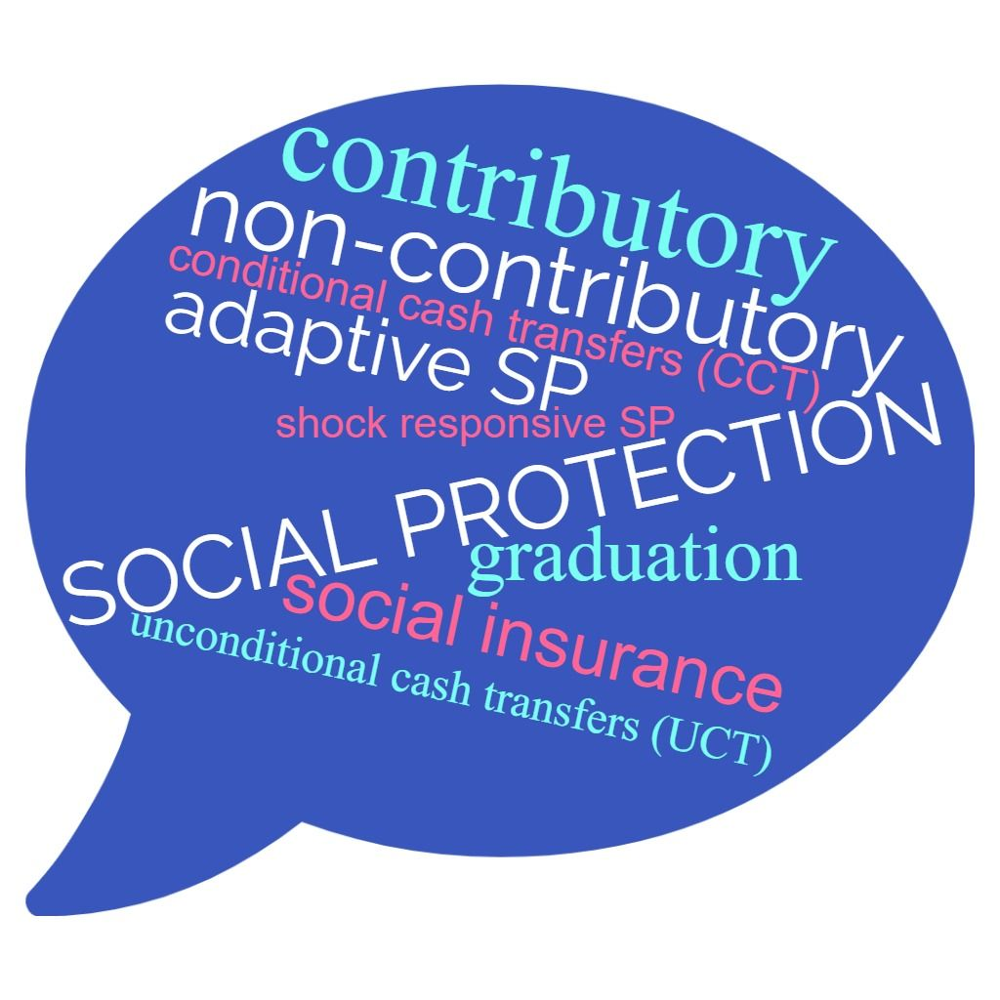 contributory
non-contributory
conditional cash transfers (CCT)
adaptive SP
shock responsive SP
SOCIAL PROTECTION
graduation
social insurance
unconditional cash transfers (UCT)